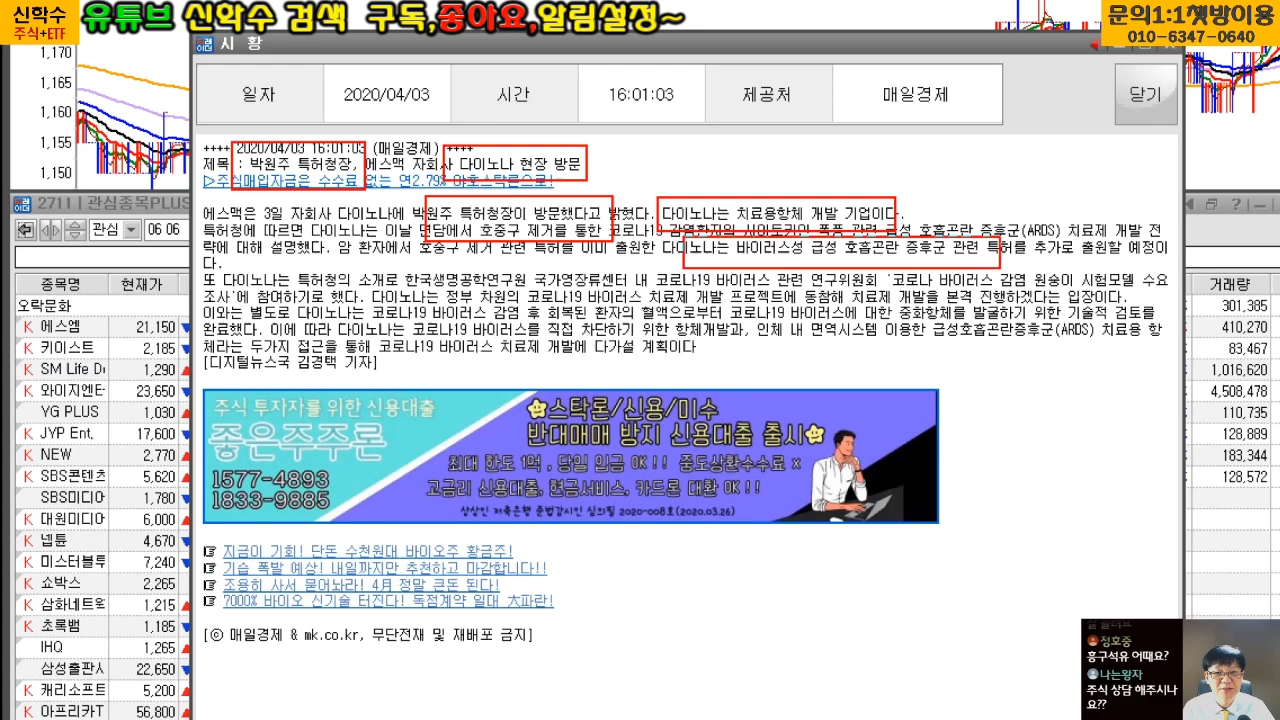 신학수
주식+ETF
유튜브 신학수 검색 구독,좋아요,알림설정~
문의1:1챗방이용
010-6347-0640
시 황
일자 2020/04/03 시간 16:01:03 제공처 매일경제 닫기
1,170
1,165
1,160
1,155
1,150
++++ 2020/04/03 16:01:03 (매일경제) ++++
제목 : 박원주 특허청장, 에스맥 자회사 다이노나 현장 방문
▷주식매입자금은 수수료 없는 연2.79% 야호스탁론으로!
에스맥은 3일 자회사 다이노나에 박원주 특허청장이 방문했다고 밝혔다. 다이노나는 치료용항체 개발 기업이다.
특허청에 따르면 다이노나는 이날 면담에서 호중구 제거를 통한 코로나19 감염환자의 사이토카인 폭풍 관련 급성 호흡곤란 증후군(ARDS) 치료제 개발 전
략에 대해 설명했다. 암 환자에서 호중구 제거 관련 특허를 이미 출원한 다이노나는 바이러스성 급성 호흡곤란 증후군 관련 특허를 추가로 출원할 예정이
다.
또 다이노나는 특허청의 소개로 한국생명공학연구원 국가영장류센터 내 코로나19 바이러스 관련 연구위원회 '코로나 바이러스 감염 원숭이 시험모델 수요
조사'에 참여하기로 했다. 다이노나는 정부 차원의 코로나19 바이러스 치료제 개발 프로젝트에 동참해 치료제 개발을 본격 진행하겠다는 입장이다.
이와는 별도로 다이노나는 코로나19 바이러스 감염 후 회복된 환자의 혈액으로부터 코로나19 바이러스에 대한 중화항체를 발굴하기 위한 기술적 검토를
완료했다. 이에 따라 다이노나는 코로나19 바이러스를 직접 차단하기 위한 항체개발과, 인체 내 면역시스템 이용한 급성호흡곤란증후군(ARDS) 치료용 항
체라는 두가지 접근을 통해 코로나19 바이러스 치료제 개발에 다가설 계획이다
[디지털뉴스국 김경택 기자]
주식 투자자를 위한 신용대출
좋은주주론
1577-4893
1833-9885
스탁론/신용/미수
반대매매 방지 신용대출 출시
최대 한도 1억 , 당일 입금 OK !! 중도상환수수료 x
고금리 신용대출, 현금서비스, 카드론 대환 OK !!
상상인 저축은행 준법감시인 심의필 2020-008호(2020.03.26)
☞ 지금이 기회! 단돈 수천원대 바이오주 황금주!
☞ 기습 폭발 예상! 내일까지만 추천하고 마감합니다!!
☞ 조용히 사서 묻어놔라! 4月 정말 큰돈 된다!
☞ 7000% 바이오 신기술 터진다! 독점계약 일대 大파란!
[ⓒ 매일경제 & mk.co.kr, 무단전재 및 재배포 금지]
2711 관심종목PLUS
관심 06 06
종목명 현재가 거래량
오락문화
K 에스엠 21,150 301,385
K 키이스트 2,185 410,270
K SM Life 1,290 83,467
K 와이지엔터 23,650 1,016,620
YG PLUS 1,030 4,508,478
K JYP Ent. 17,600 110,735
K NEW 2,770 128,889
K SBS콘텐츠 5,620 183,344
SBS미디어 1,780 128,572
K 대원미디어 6,000
K 넵튠 4,670
K 미스터블루 7,240
K 쇼박스 2,265
K 삼화네트웍 1,215
K 초록뱀 1,185
IHQ 1,265
삼성출판사 22,650
K 캐리소프트 5,200
K 아프리카T 56,800
정호중
흥구석유 어때요?
나는왕자
주식 상담 해주시나
요??